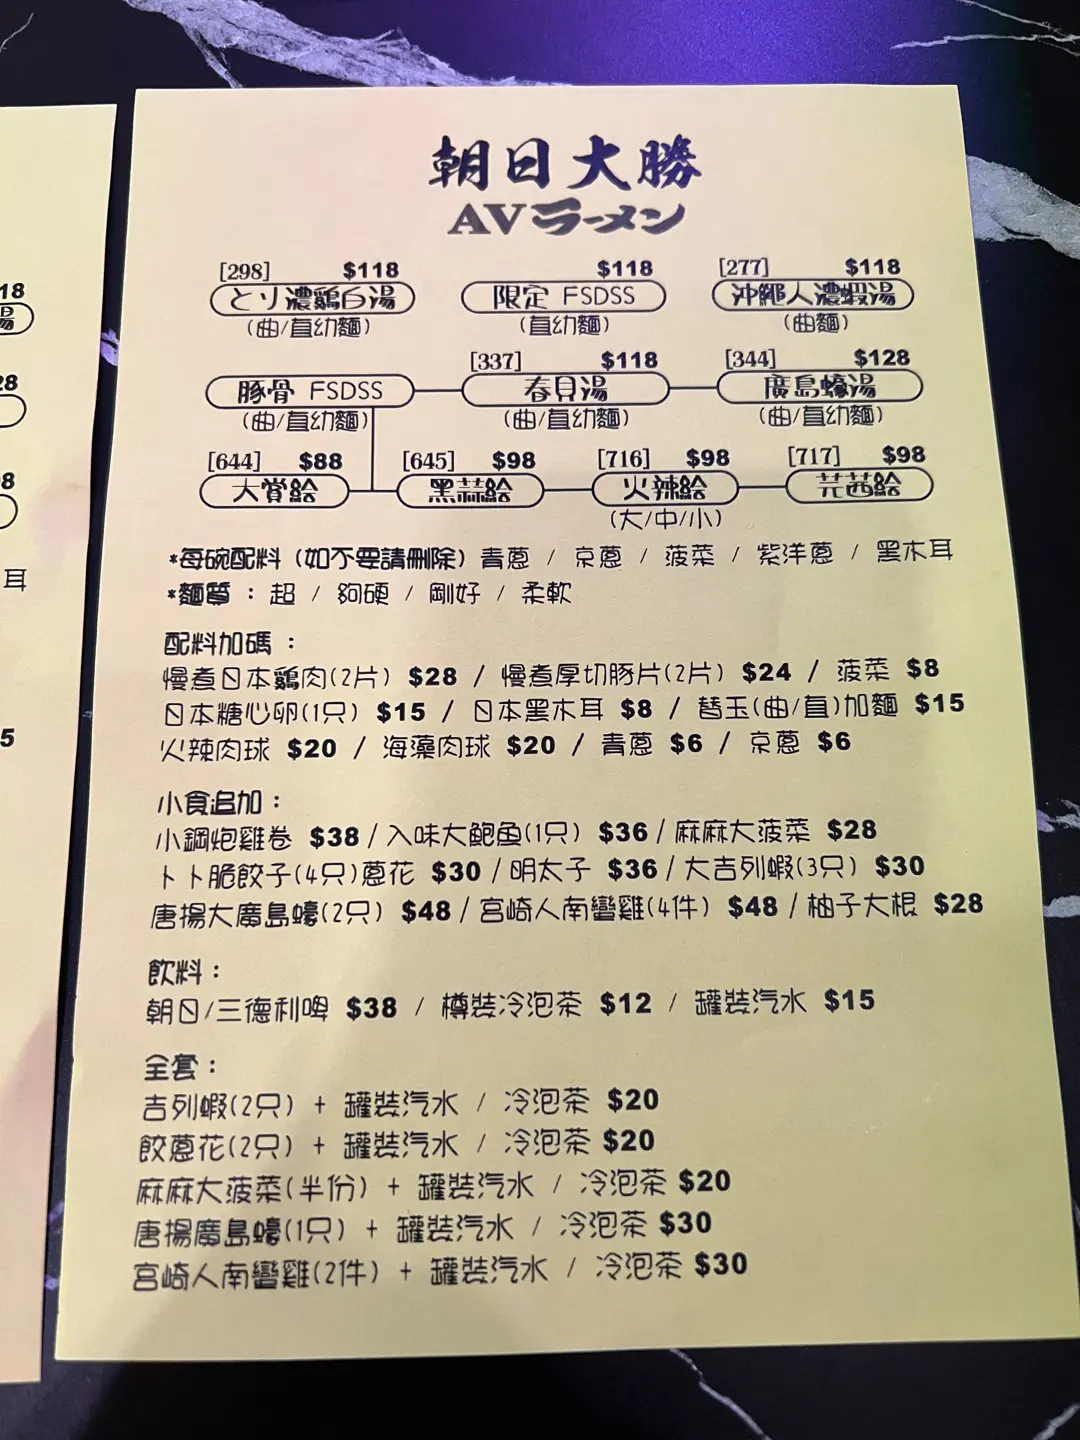 朝日大勝
AVラーメン
[298] $118
とり濃鷄白湯
(曲/直幼麵)
$118
限定 FSDSS
(直幼麵)
[277] $118
沖繩人濃蝦湯
(曲麵)
豚骨 FSDSS
(曲/直幼麵)
[337] $118
春貝湯
(曲/直幼麵)
[344] $128
廣島蠔湯
(曲/直幼麵)
[644] $88
大賞絵
[645] $98
黑蒜絵
[716] $98
火辣絵
(大/中/小)
[717] $98
芫茜絵
*每碗配料 (如不要請刪除) 青蔥 / 京蔥 / 菠菜 / 紫洋蔥 / 黑木耳
*麵質 : 超 / 夠硬 / 剛好 / 柔軟
配料加碼 :
慢煮日本鷄肉(2片) $28 / 慢煮厚切豚片(2片) $24 / 菠菜 $8
日本糖心卵(1只) $15 / 日本黑木耳 $8 / 替玉(曲/直)加麵 $15
火辣肉球 $20 / 海藻肉球 $20 / 青蔥 $6 / 京蔥 $6
小食追加 :
小鋼炮雞卷 $38 / 入味大鮑魚(1只) $36 / 麻麻大菠菜 $28
卜卜脆餃子(4只)蔥花 $30 / 明太子 $36 / 大吉列蝦(3只) $30
唐揚大廣島蠔(2只) $48 / 宮崎人南蠻雞(4件) $48 / 柚子大根 $28
飲料 :
朝日/三德利啤 $38 / 樽裝冷泡茶 $12 / 罐裝汽水 $15
全套 :
吉列蝦(2只) + 罐裝汽水 / 冷泡茶 $20
餃蔥花(2只) + 罐裝汽水 / 冷泡茶 $20
麻麻大菠菜(半份) + 罐裝汽水 / 冷泡茶 $20
唐揚廣島蠔(1只) + 罐裝汽水 / 冷泡茶 $30
宮崎人南蠻雞(2件) + 罐裝汽水 / 冷泡茶 $30